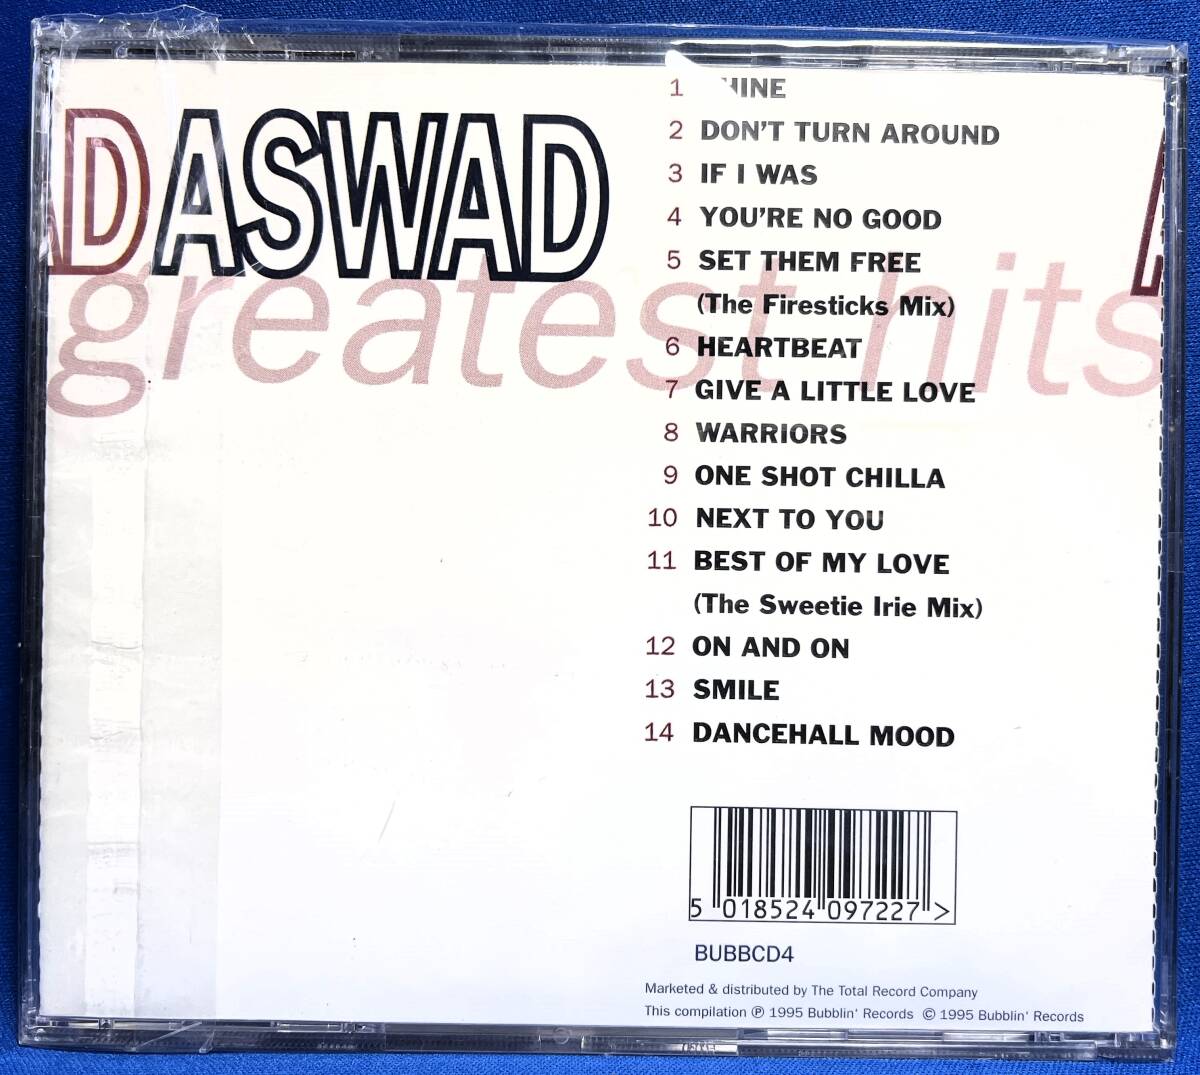 DASWAD
greatest hits
1 HINE
2 DON'T TURN AROUND
3 IF I WAS
4 YOU'RE NO GOOD
5 SET THEM FREE
(The Firesticks Mix)
6 HEARTBEAT
7 GIVE A LITTLE LOVE
8 WARRIORS
9 ONE SHOT CHILLA
10 NEXT TO YOU
11 BEST OF MY LOVE
(The Sweetie Irie Mix)
12 ON AND ON
13 SMILE
14 DANCEHALL MOOD
5 018524 097227 >
BUBBCD4
Marketed & distributed by The Total Record Company
This compilation ℗ 1995 Bubblin' Records © 1995 Bubblin' Records